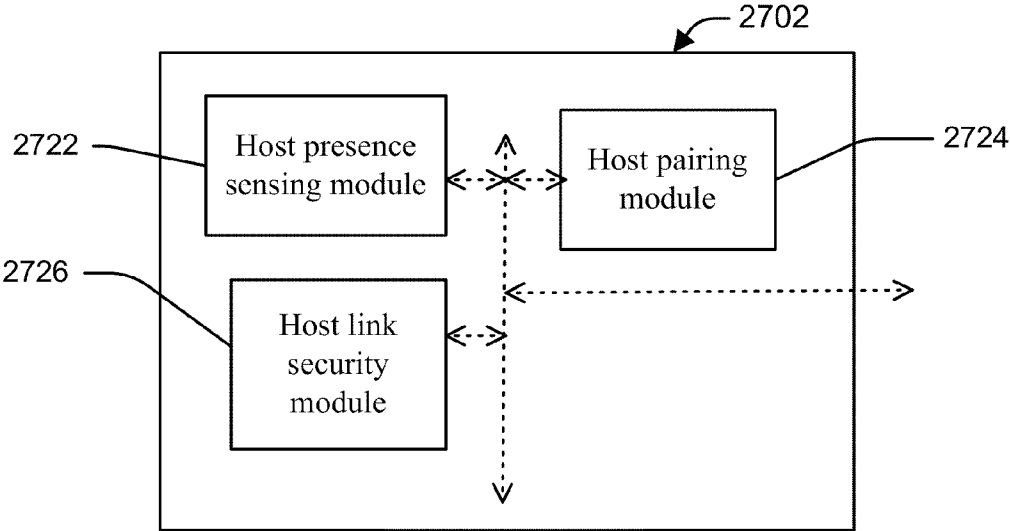 2702
2722
Host presence
sensing module
Host pairing
module
2724
2726
Host link
security
module